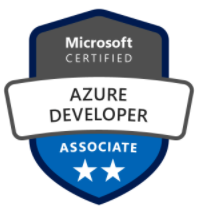 Microsoft
CERTIFIED
AZURE
DEVELOPER
ASSOCIATE